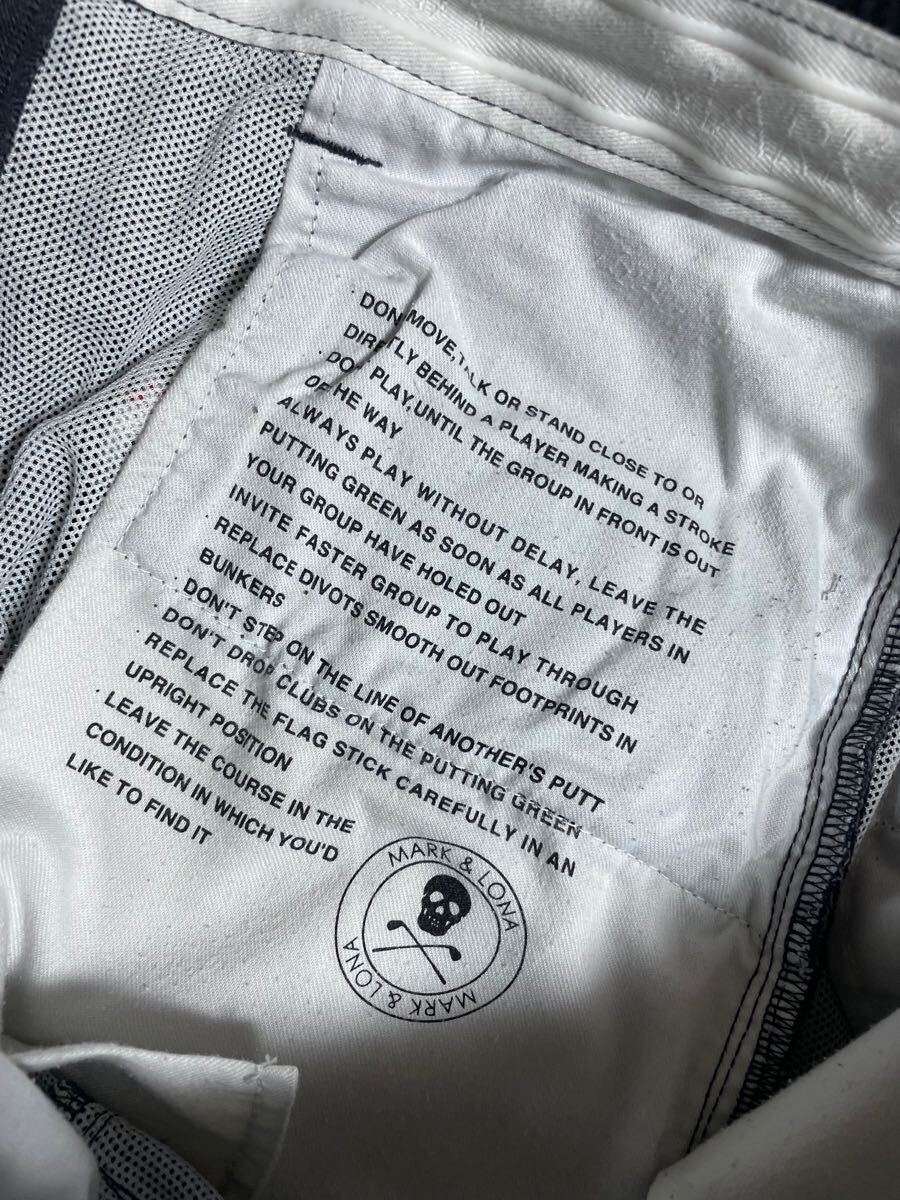 · DON MOVE, TALK OR STAND CLOSE TO OR
DIRECTLY BEHIND A PLAYER MAKING A STROKE
· DO PLAY, UNTIL THE GROUP IN FRONT IS OUT
OF HE WAY
ALWAYS PLAY WITHOUT DELAY, LEAVE THE
PUTTING GREEN AS SOON AS ALL PLAYERS IN
YOUR GROUP HAVE HOLED OUT
INVITE FASTER GROUP TO PLAY THROUGH
· REPLACE DIVOTS SMOOTH OUT FOOTPRINTS IN
BUNKERS
· DON'T STEP ON THE LINE OF ANOTHER'S PUTT
· DON'T DROP CLUBS ON THE PUTTING GREEN
· REPLACE THE FLAG STICK CAREFULLY IN AN
UPRIGHT POSITION
· LEAVE THE COURSE IN THE
CONDITION IN WHICH YOU'D
LIKE TO FIND IT
MARK & LONA
MARK & LONA